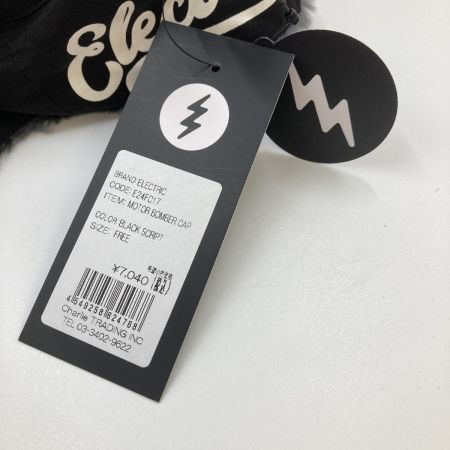 Elec
BRAND: ELECTRIC
CODE: E24FC17
ITEM: MOTOR BOMBER CAP
COLOR: BLACK SCRIPT
SIZE: FREE
¥7,040
4549258624768
Charlie TRADING INC
TEL 03-3402-9622